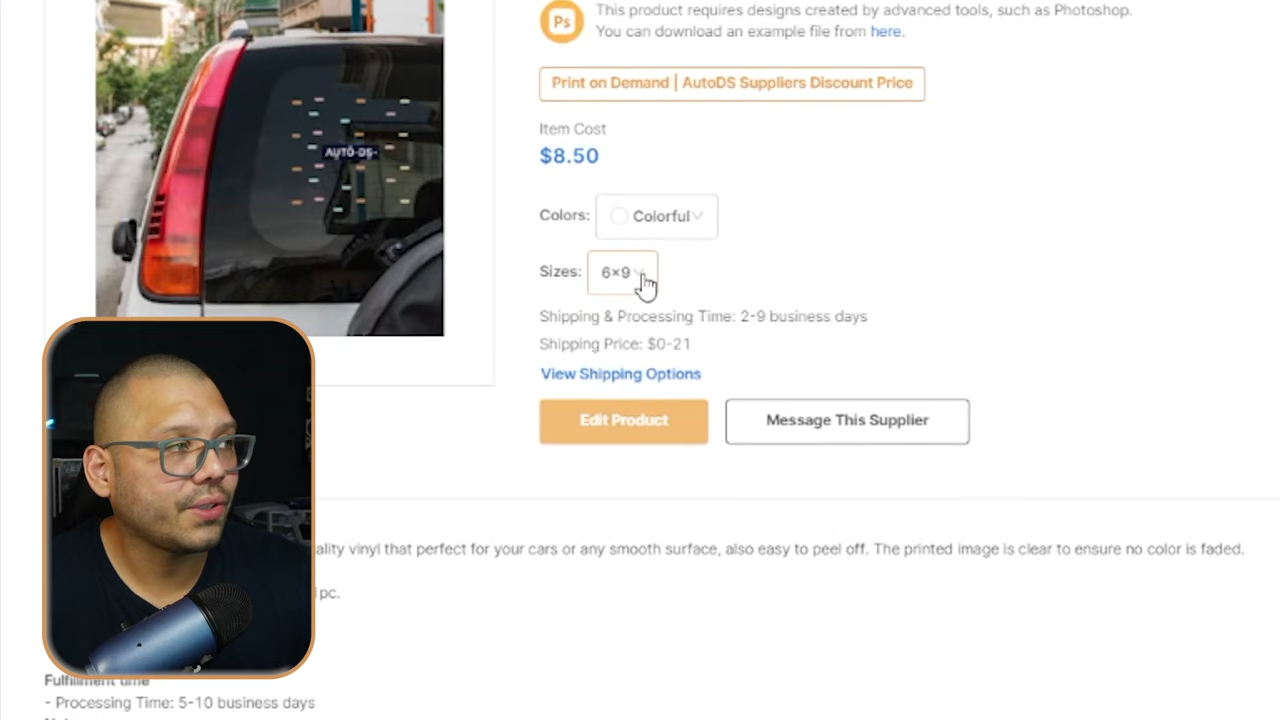 Ps
This product requires designs created by advanced tools, such as Photoshop.
You can download an example file from here.
Print on Demand | AutoDS Suppliers Discount Price
Item Cost
$8.50
AUTO-DS-
Colors: Colorful
Sizes: 6×9
Shipping & Processing Time: 2-9 business days
Shipping Price: $0-21
View Shipping Options
Edit Product
Message This Supplier
ality vinyl that perfect for your cars or any smooth surface, also easy to peel off. The printed image is clear to ensure no color is faded.
pc.
Fulfillment time
- Processing Time: 5-10 business days